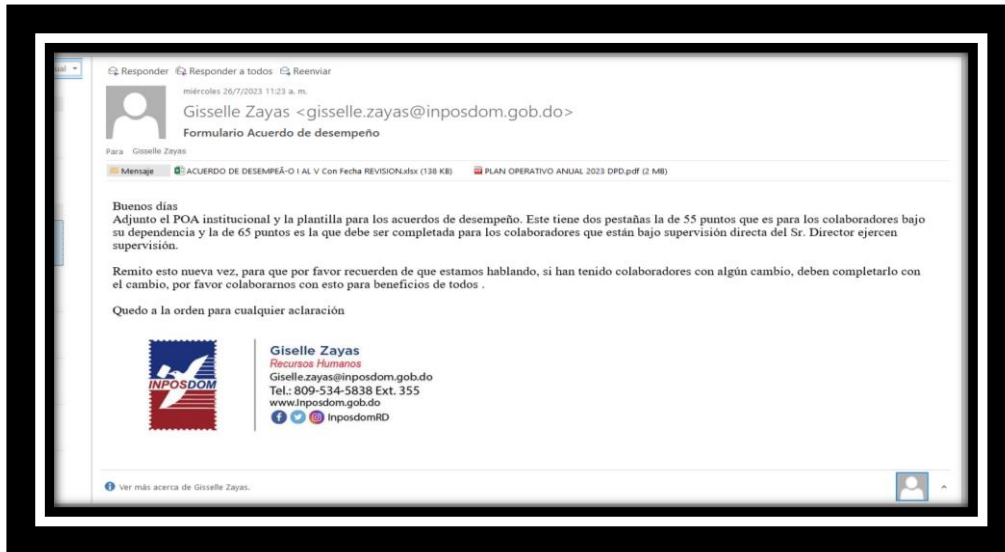 ual
Responder Responder a todos Reenviar
miércoles 26/7/2023 11:23 a. m.
Gisselle Zayas <gisselle.zayas@inposdom.gob.do>
Formulario Acuerdo de desempeño
Para Gisselle Zayas
Mensaje ACUERDO DE DESEMPEÂ-O I AL V Con Fecha REVISION.xlsx (138 KB) PLAN OPERATIVO ANUAL 2023 DPD.pdf (2 MB)
Buenos días
Adjunto el POA institucional y la plantilla para los acuerdos de desempeño. Este tiene dos pestañas la de 55 puntos que es para los colaboradores bajo
su dependencia y la de 65 puntos es la que debe ser completada para los colaboradores que están bajo supervisión directa del Sr. Director ejercen
supervisión.
Remito esto nueva vez, para que por favor recuerden de que estamos hablando, si han tenido colaboradores con algún cambio, deben completarlo con
el cambio, por favor colaborarnos con esto para beneficios de todos .
Quedo a la orden para cualquier aclaración
INPOSDOM
Giselle Zayas
Recursos Humanos
Giselle.zayas@inposdom.gob.do
Tel.: 809-534-5838 Ext. 355
www.Inposdom.gob.do
InposdomRD
Ver más acerca de Gisselle Zayas.